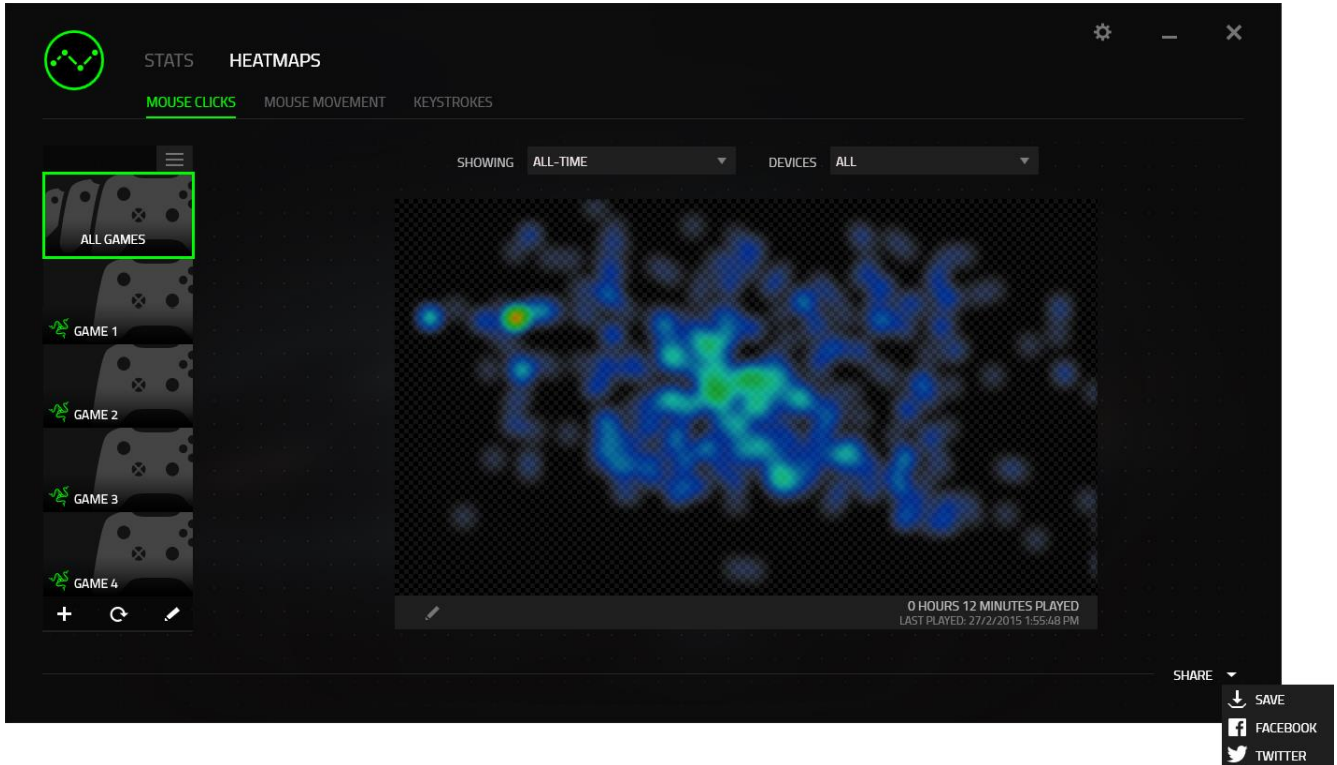 STATS HEATMAPS
MOUSE CLICKS MOUSE MOVEMENT KEYSTROKES
SHOWING ALL-TIME DEVICES ALL
ALL GAMES
GAME 1
GAME 2
GAME 3
GAME 4
0 HOURS 12 MINUTES PLAYED
LAST PLAYED: 27/2/2015 1:55:48 PM
SHARE
SAVE
FACEBOOK
TWITTER